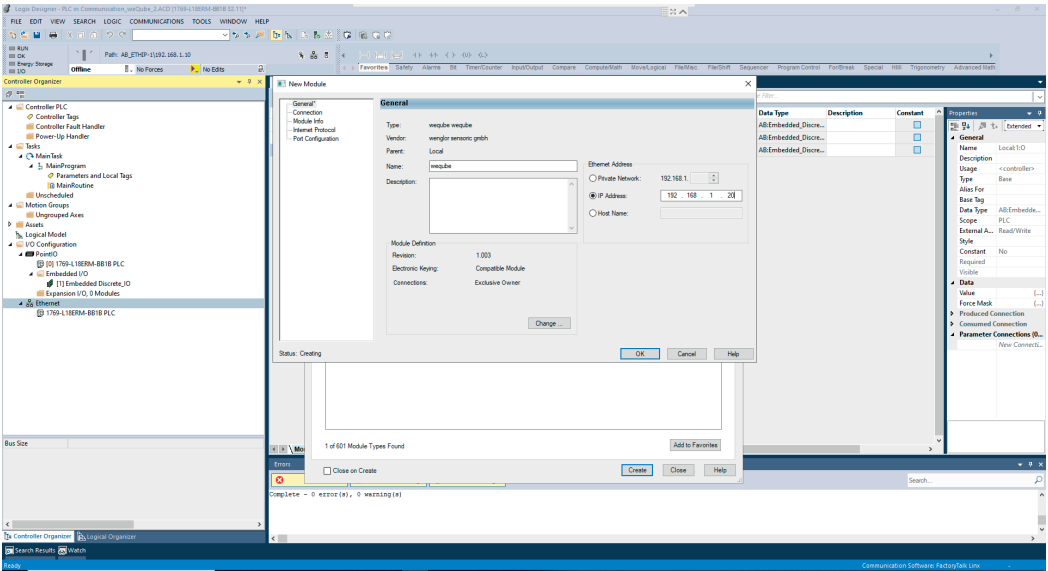 Logix Designer - PLC in Communication_weQube_2.ACD [1769-L18ERM-BB1B 32.11]*
FILE EDIT VIEW SEARCH LOGIC COMMUNICATIONS TOOLS WINDOW HELP
RUN
OK
Energy Storage
I/O
Path: AB_ETHIP-1\192.168.1.10
Offline No Forces No Edits
Favorites Safety Alarms Bit Timer/Counter Input/Output Compare Compute/Math Move/Logical File/Misc. File/Shift Sequencer Program Control For/Break Special HMI Trigonometry Advanced Math
Controller Organizer
Controller PLC
Controller Tags
Controller Fault Handler
Power-Up Handler
Tasks
MainTask
MainProgram
Parameters and Local Tags
MainRoutine
Unscheduled
Motion Groups
Ungrouped Axes
Assets
Logical Model
I/O Configuration
PointIO
[0] 1769-L18ERM-BB1B PLC
Embedded I/O
[1] Embedded Discrete_IO
Expansion I/O, 0 Modules
Ethernet
1769-L18ERM-BB1B PLC
Bus Size
Controller Organizer Logical Organizer
New Module
General*
Connection
Module Info
Internet Protocol
Port Configuration
General
Type: weqube weqube
Vendor: wenglor sensoric gmbh
Parent: Local
Name: weqube
Description:
Ethernet Address
Private Network: 192.168.1.
IP Address: 192 . 168 . 1 . 20
Host Name:
Module Definition
Revision: 1.003
Electronic Keying: Compatible Module
Connections: Exclusive Owner
Change ...
Status: Creating
OK Cancel Help
1 of 601 Module Types Found
Add to Favorites
Close on Create
Create Close Help
Data Type Description Constant
AB:Embedded_Discre...
AB:Embedded_Discre...
AB:Embedded_Discre...
Properties
Extended
General
Name Local:1:O
Description
Usage <controller>
Type Base
Alias For
Base Tag
Data Type AB:Embedde...
Scope PLC
External A... Read/Write
Style
Constant No
Required
Visible
Data
Value {...}
Force Mask {...}
Produced Connection
Consumed Connection
Parameter Connections {0...
New Connecti...
Errors
Search...
Complete - 0 error(s), 0 warning(s)
Search Results Watch
Ready
Communication Software: FactoryTalk Linx